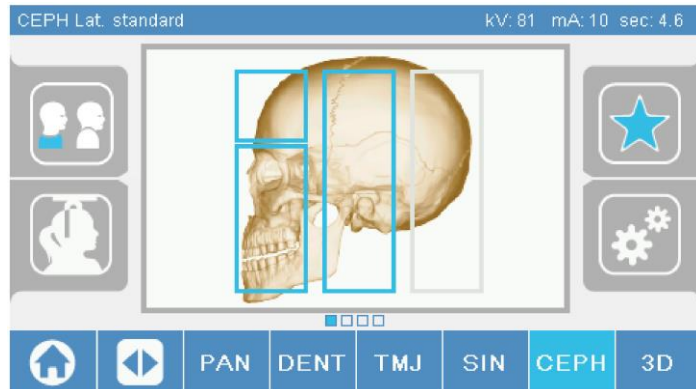 CEPH Lat. standard kV: 81 mA: 10 sec: 4.6
PAN DENT TMJ SIN CEPH 3D